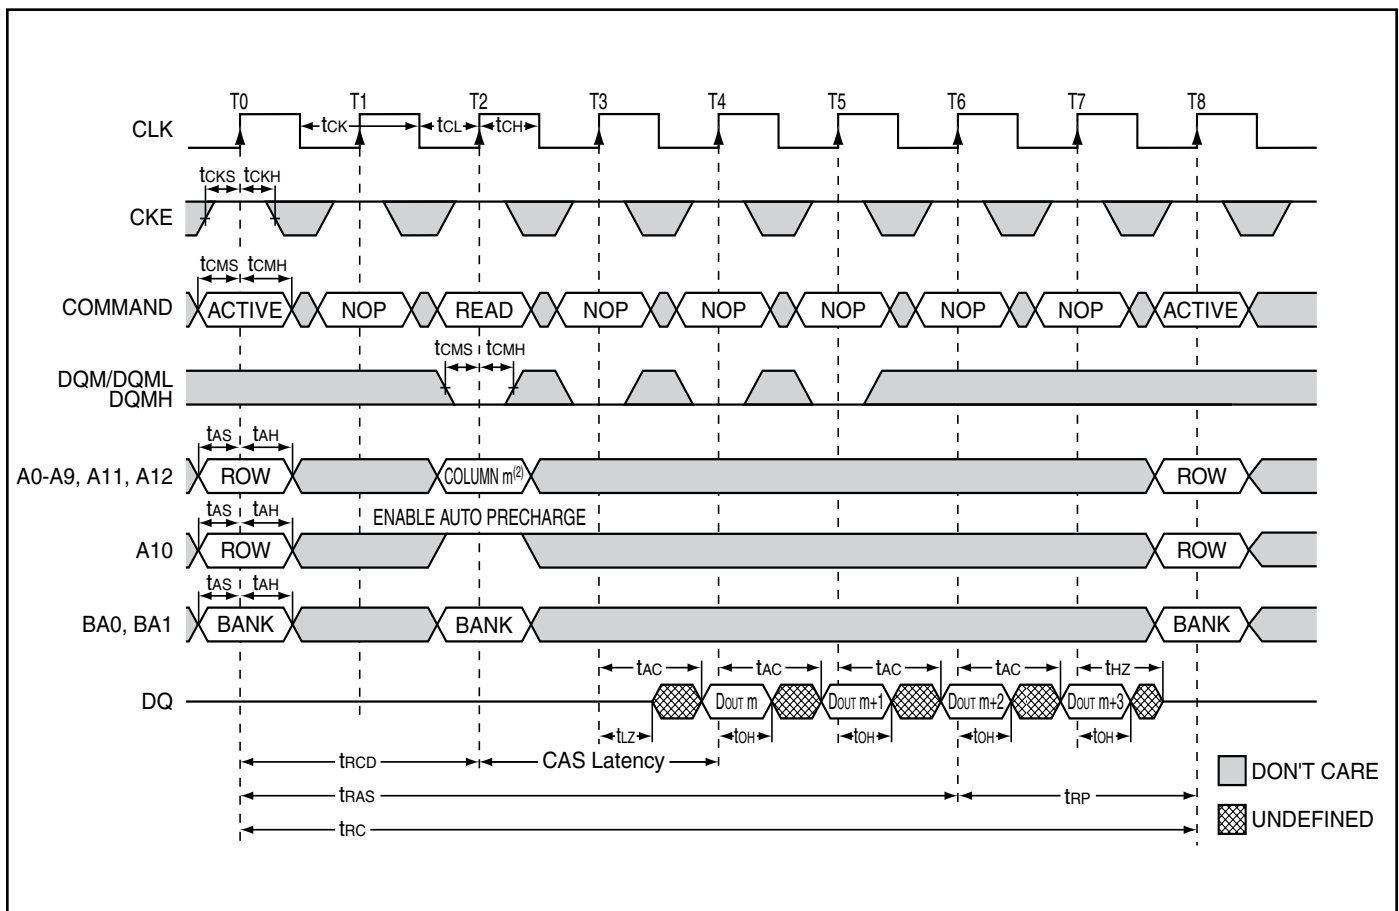 T0 T1 T2 T3 T4 T5 T6 T7 T8
CLK tCK tCL tCH
tCKS tCKH
CKE
tCMS tCMH
COMMAND ACTIVE NOP READ NOP NOP NOP NOP NOP ACTIVE
tCMS tCMH
DQM/DQML
DQMH
tAS tAH
A0-A9, A11, A12 ROW COLUMN m(2) ROW
tAS tAH ENABLE AUTO PRECHARGE
A10 ROW ROW
tAS tAH
BA0, BA1 BANK BANK BANK
tAC tAC tAC tAC tHZ
DQ DOUT m DOUT m+1 DOUT m+2 DOUT m+3
tLZ tOH tOH tOH tOH
tRCD CAS Latency
DON'T CARE
tRAS tRP
UNDEFINED
tRC